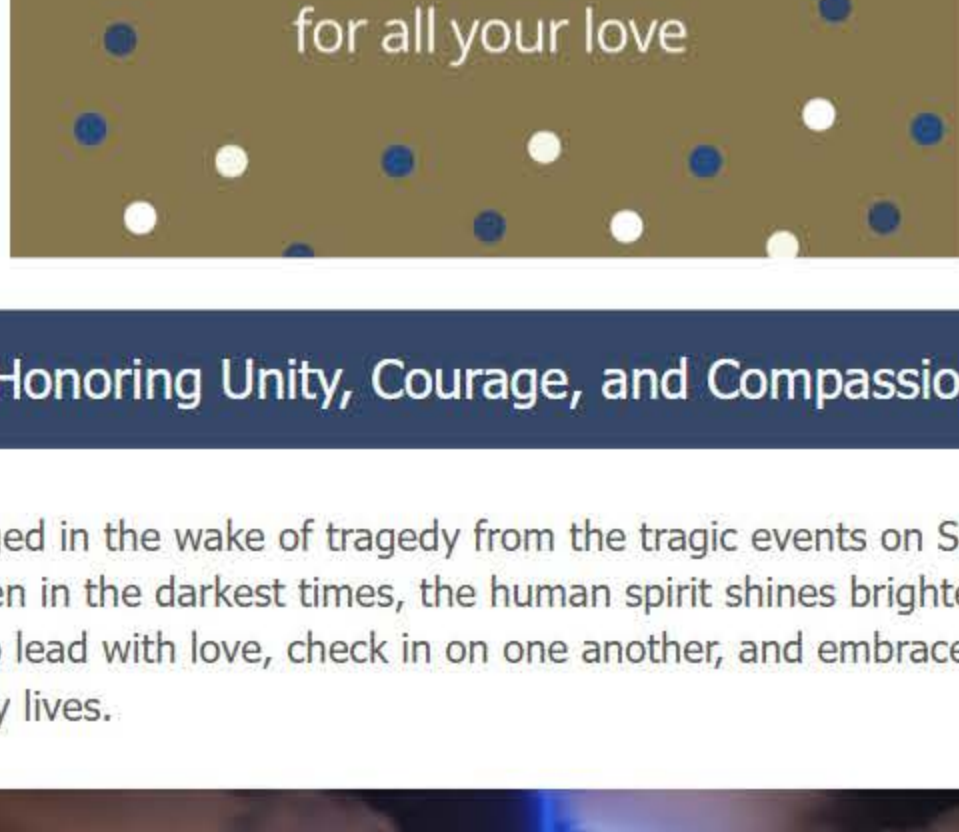 for all your love
Honoring Unity, Courage, and Compassio
ed in the wake of tragedy from the tragic events on S
en in the darkest times, the human spirit shines brighte
lead with love, check in on one another, and embrace
y lives.